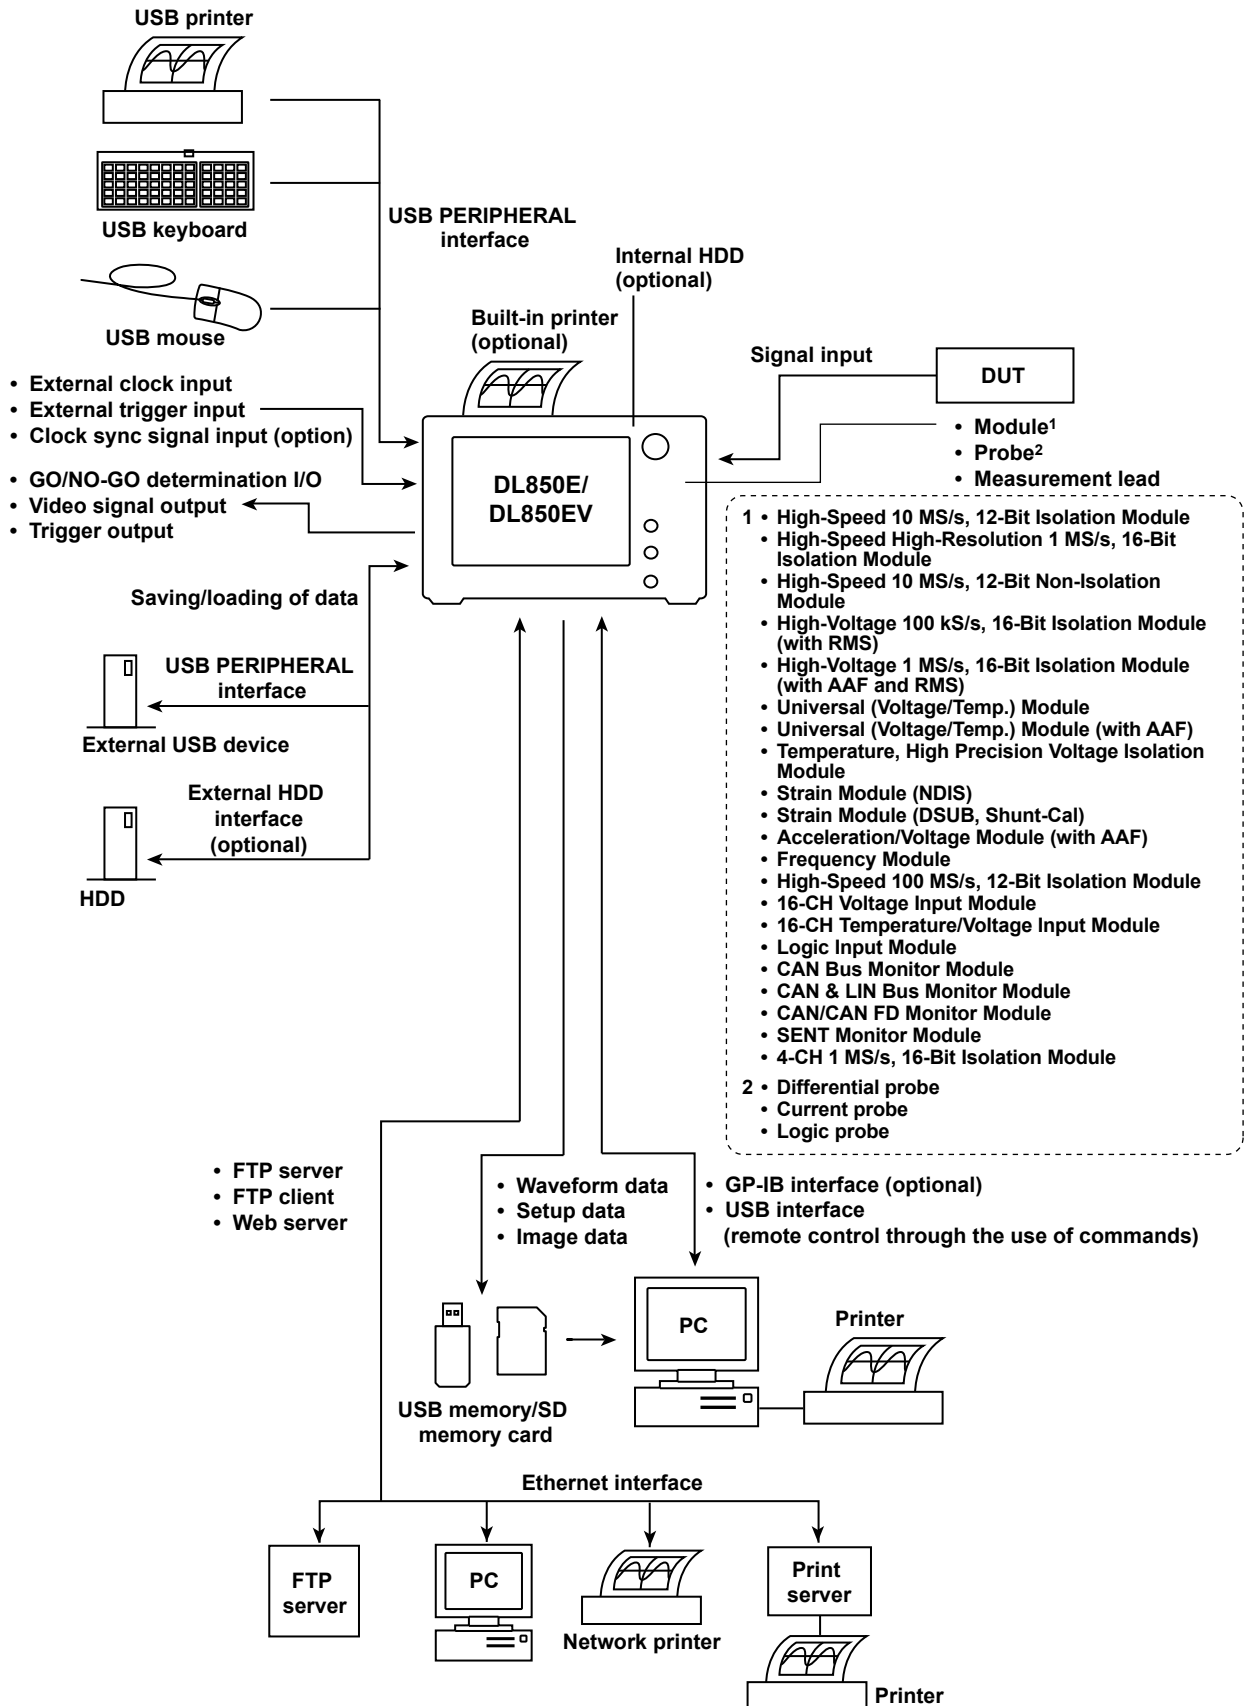 USB printer
USB keyboard
USB PERIPHERAL
interface
USB mouse
Internal HDD
(optional)
Built-in printer
(optional)
Signal input
DUT
• External clock input
• External trigger input
• Clock sync signal input (option)
• GO/NO-GO determination I/O
• Video signal output
• Trigger output
DL850E/
DL850EV
• Module1
• Probe2
• Measurement lead
Saving/loading of data
USB PERIPHERAL
interface
External USB device
External HDD
interface
(optional)
HDD
1 • High-Speed 10 MS/s, 12-Bit Isolation Module
• High-Speed High-Resolution 1 MS/s, 16-Bit
Isolation Module
• High-Speed 10 MS/s, 12-Bit Non-Isolation
Module
• High-Voltage 100 kS/s, 16-Bit Isolation Module
(with RMS)
• High-Voltage 1 MS/s, 16-Bit Isolation Module
(with AAF and RMS)
• Universal (Voltage/Temp.) Module
• Universal (Voltage/Temp.) Module (with AAF)
• Temperature, High Precision Voltage Isolation
Module
• Strain Module (NDIS)
• Strain Module (DSUB, Shunt-Cal)
• Acceleration/Voltage Module (with AAF)
• Frequency Module
• High-Speed 100 MS/s, 12-Bit Isolation Module
• 16-CH Voltage Input Module
• 16-CH Temperature/Voltage Input Module
• Logic Input Module
• CAN Bus Monitor Module
• CAN & LIN Bus Monitor Module
• CAN/CAN FD Monitor Module
• SENT Monitor Module
• 4-CH 1 MS/s, 16-Bit Isolation Module
2 • Differential probe
• Current probe
• Logic probe
• FTP server
• FTP client
• Web server
• Waveform data
• Setup data
• Image data
• GP-IB interface (optional)
• USB interface
(remote control through the use of commands)
PC
Printer
USB memory/SD
memory card
Ethernet interface
FTP
server
PC
Network printer
Print
server
Printer